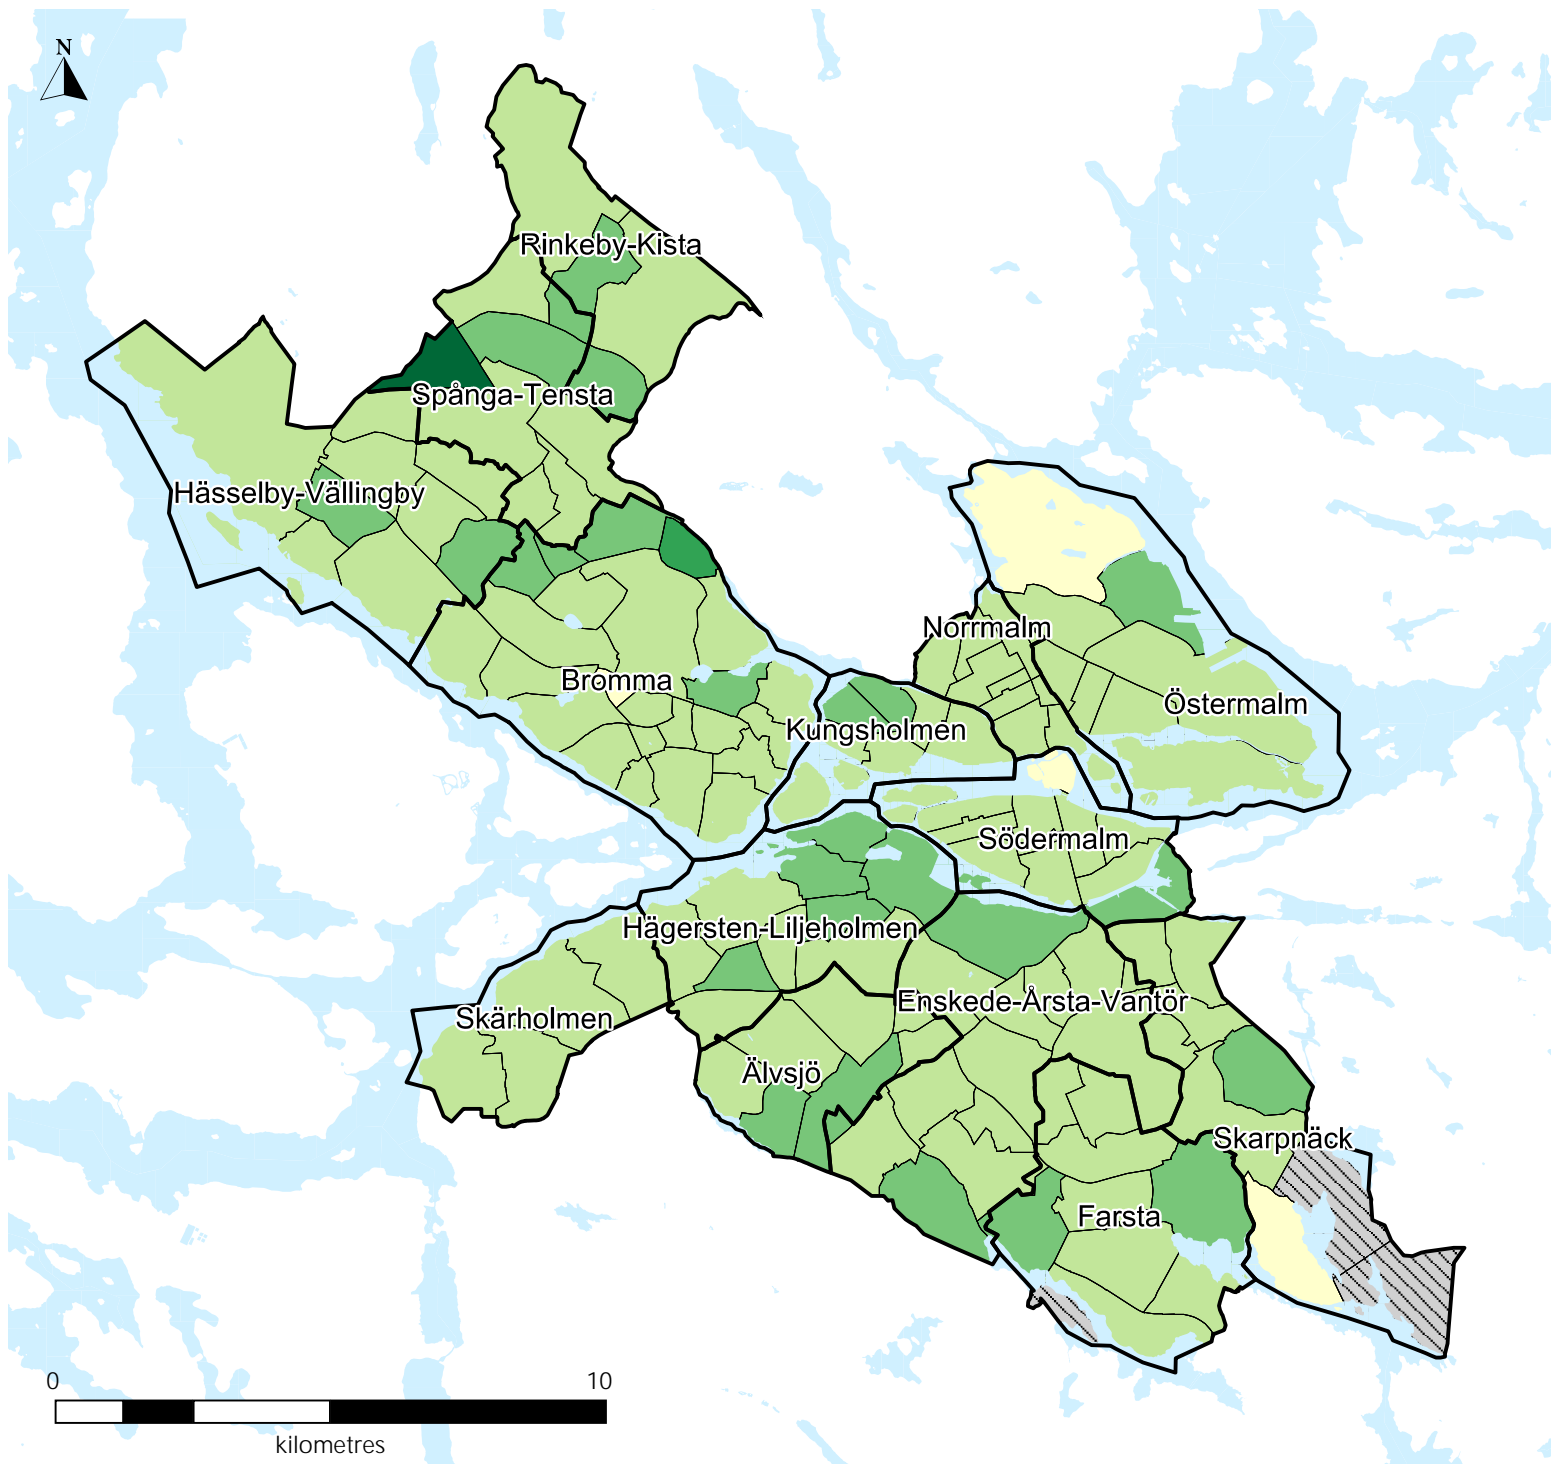 N
Rinkeby-Kista
Spånga-Tensta
Hässelby-Vällingby
Norrmalm
Bromma
Östermalm
Kungsholmen
Södermalm
Hägersten-Liljeholmen
Enskede-Årsta-Vantör
Skärholmen
Älvsjö
Skarpnäck
Farsta
0 10
kilometres